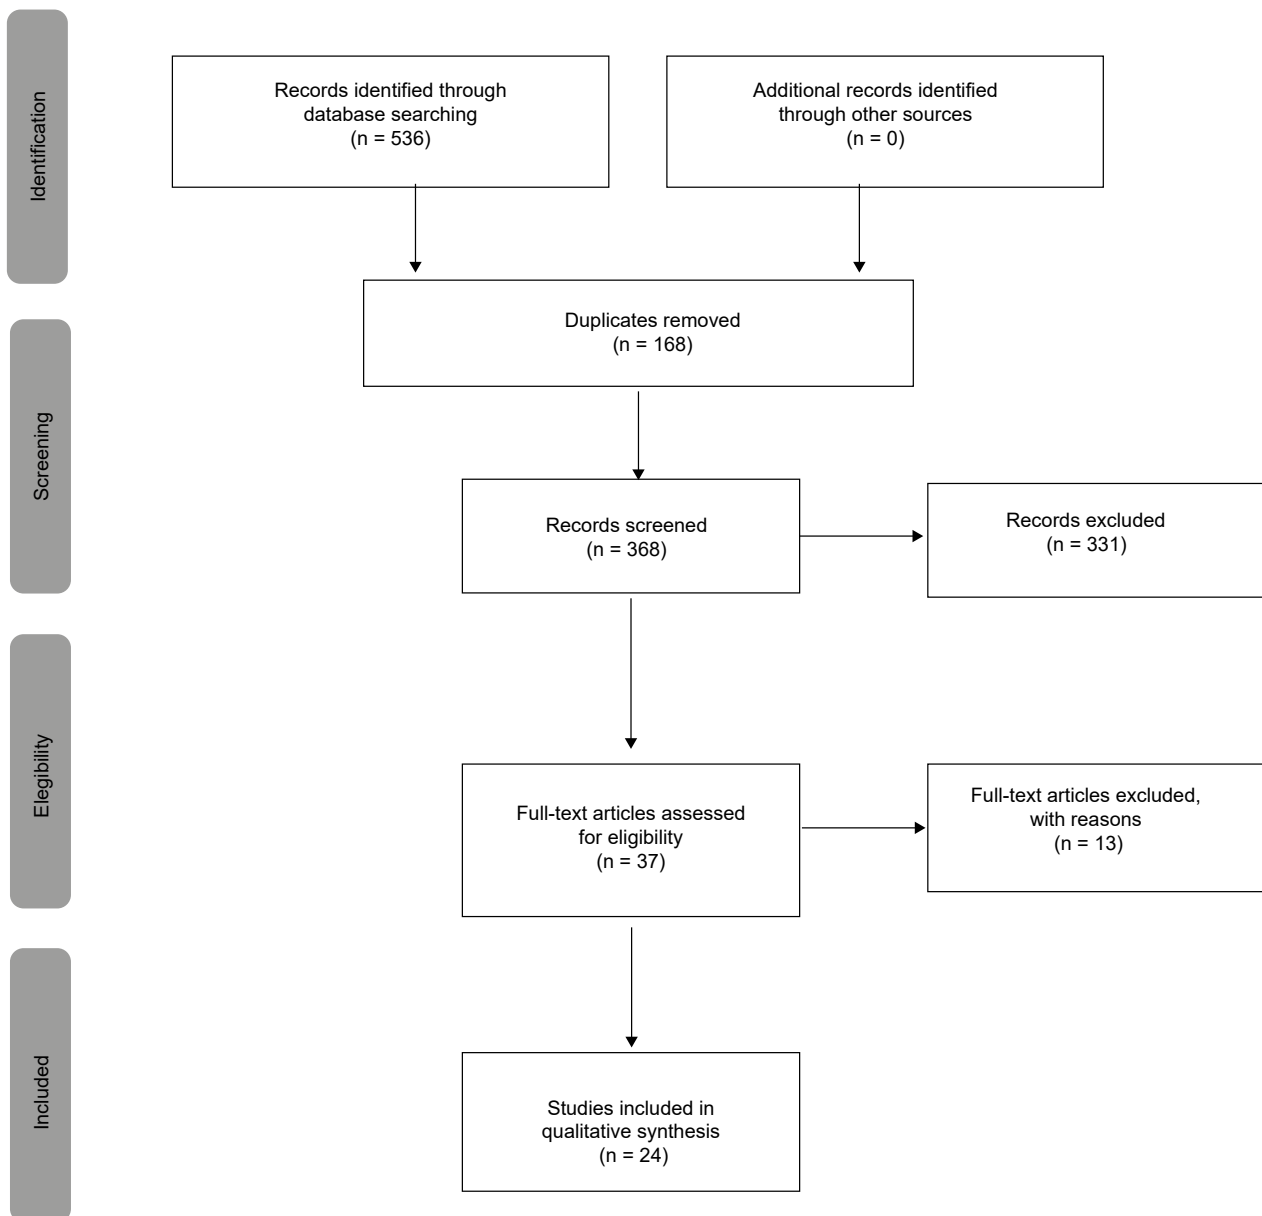 Identification
Records identified through
database searching
(n = 536)
Additional records identified
through other sources
(n = 0)
Duplicates removed
(n = 168)
Screening
Records screened
(n = 368)
Records excluded
(n = 331)
Elegibility
Full-text articles assessed
for eligibility
(n = 37)
Full-text articles excluded,
with reasons
(n = 13)
Included
Studies included in
qualitative synthesis
(n = 24)